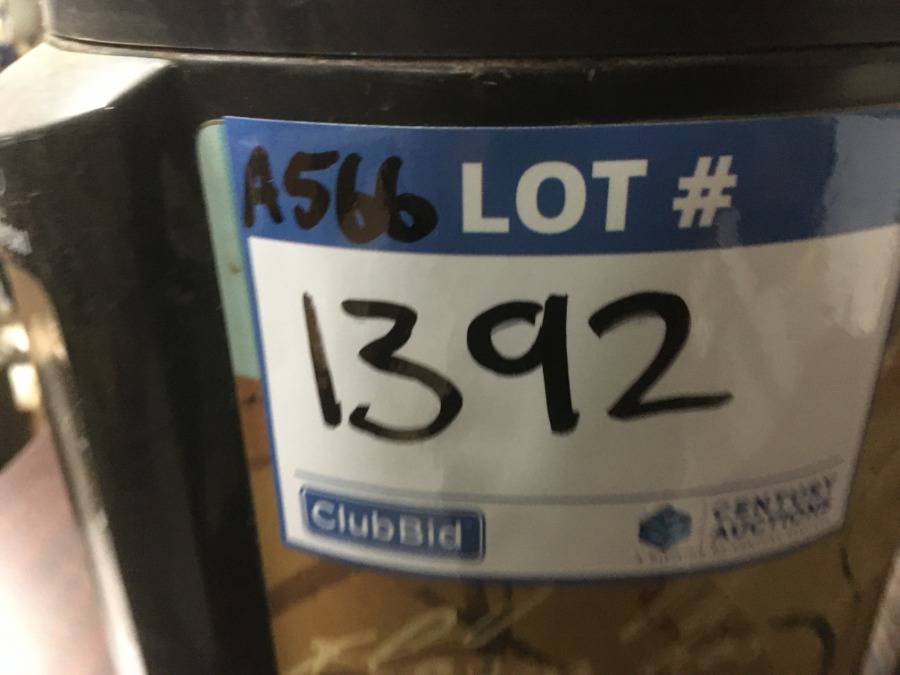 A566 LOT #
1392
ClubBid
CENTURY
AUCTIONS